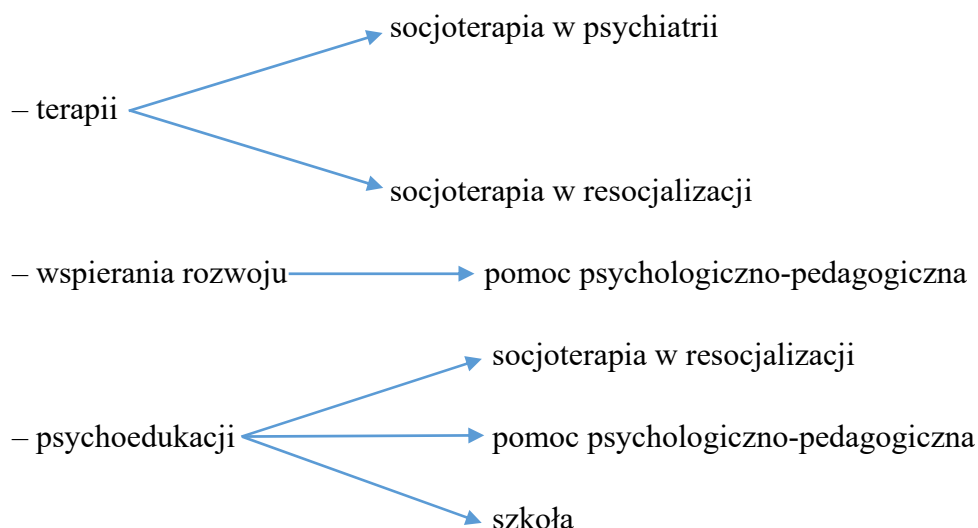 socjoterapia w psychiatrii
– terapii
socjoterapia w resocjalizacji
– wspierania rozwoju pomoc psychologiczno-pedagogiczna
socjoterapia w resocjalizacji
– psychoedukacji pomoc psychologiczno-pedagogiczna
szkoła